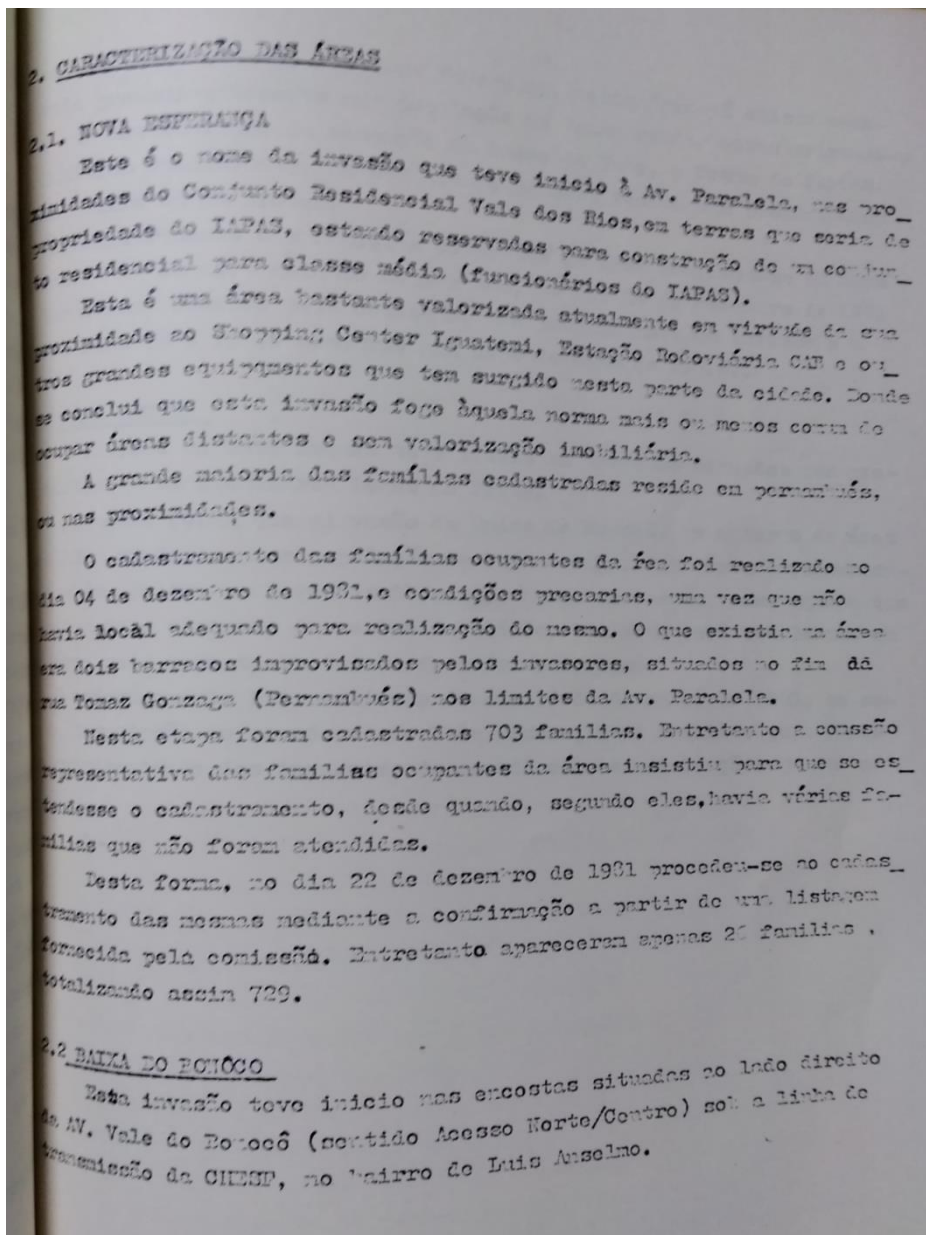 2. CARACTERIZAÇÃO DAS ÁREAS
2.1. NOVA ESPERANÇA
Este é o nome da invasão que teve inicio à Av. Paralela, nas pro_
ximidades do Conjunto Residencial Vale dos Rios,em terras que seria de
propriedade do IAPAS, estando reservados para construção de um conjun_
to residencial para classe média (funcionários do IAPAS).
Esta é uma área bastante valorizada atualmente em virtude da sua
proximidade ao Shopping Center Iguatemi, Estação Rodoviária CAB e ou_
tros grandes equipqmentos que tem surgido nesta parte da cidade. Donde
se conclui que esta invasão foge àquela norma mais ou menos comum de
ocupar áreas distantes e sem valorização imobiliária.
A grande maioria das famílias cadastradas reside em pernambués,
ou nas proximidades.
O cadastramento das famílias ocupantes da área foi realizado no
dia 04 de dezembro de 1981,e condições precarias, uma vez que não
havia local adequado para realização do mesmo. O que existia na área
era dois barracos improvisados pelos invasores, situados no fim dá
rua Tomaz Gonzaga (Pernambués) nos limites da Av. Paralela.
Nesta etapa foram cadastradas 703 familias. Entretanto a comssão
representativa das familias ocupantes da área insistiu para que se es_
tendesse o cadastramento, desde quando, segundo eles,havia várias fa-
milias que não foram atendidas.
Desta forma, no dia 22 de dezembro de 1981 procedeu-se ao cadas_
tramento das mesmas mediante a confirmação a partir de uma listagem
fornecida pela comissão. Entretanto apareceram apenas 26 familias .
totalizando assim 729.
2.2 BAIXA DO BONÔCO
Esta invasão teve inicio nas encostas situadas ao lado direito
da AV. Vale do Bonocô (sentido Acesso Norte/Centro) sob a linha de
transmissão da CHESF, no bairro de Luis Anselmo.